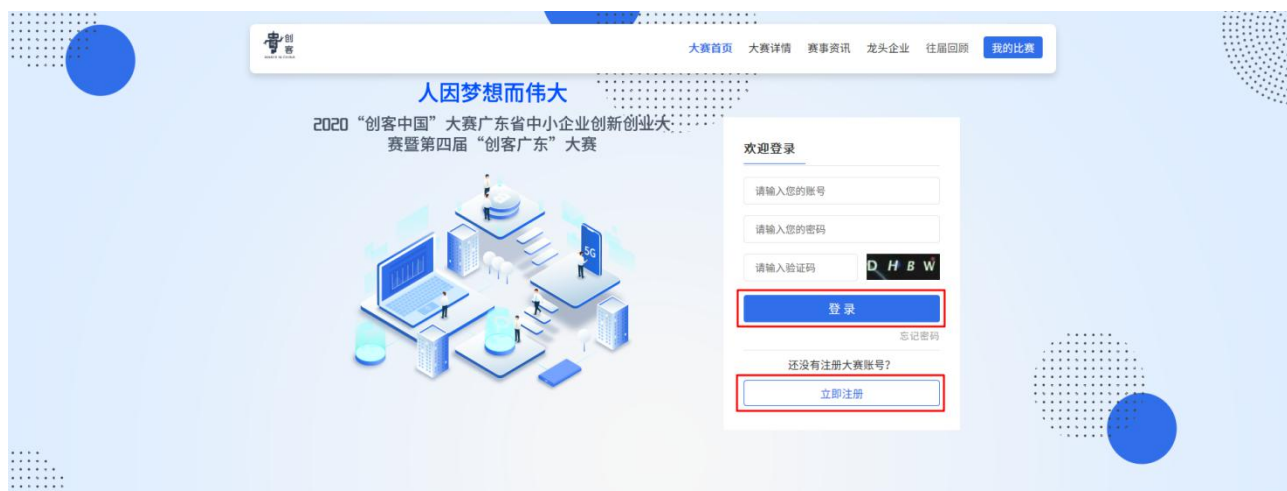 创客
大赛首页 大赛详情 赛事资讯 龙头企业 往届回顾 我的比赛
人因梦想而伟大
2020“创客中国”大赛广东省中小企业创新创业大
赛暨第四届“创客广东”大赛
欢迎登录
请输入您的账号
请输入您的密码
请输入验证码 D H B W
登 录
忘记密码
还没有注册大赛账号?
立即注册
5G